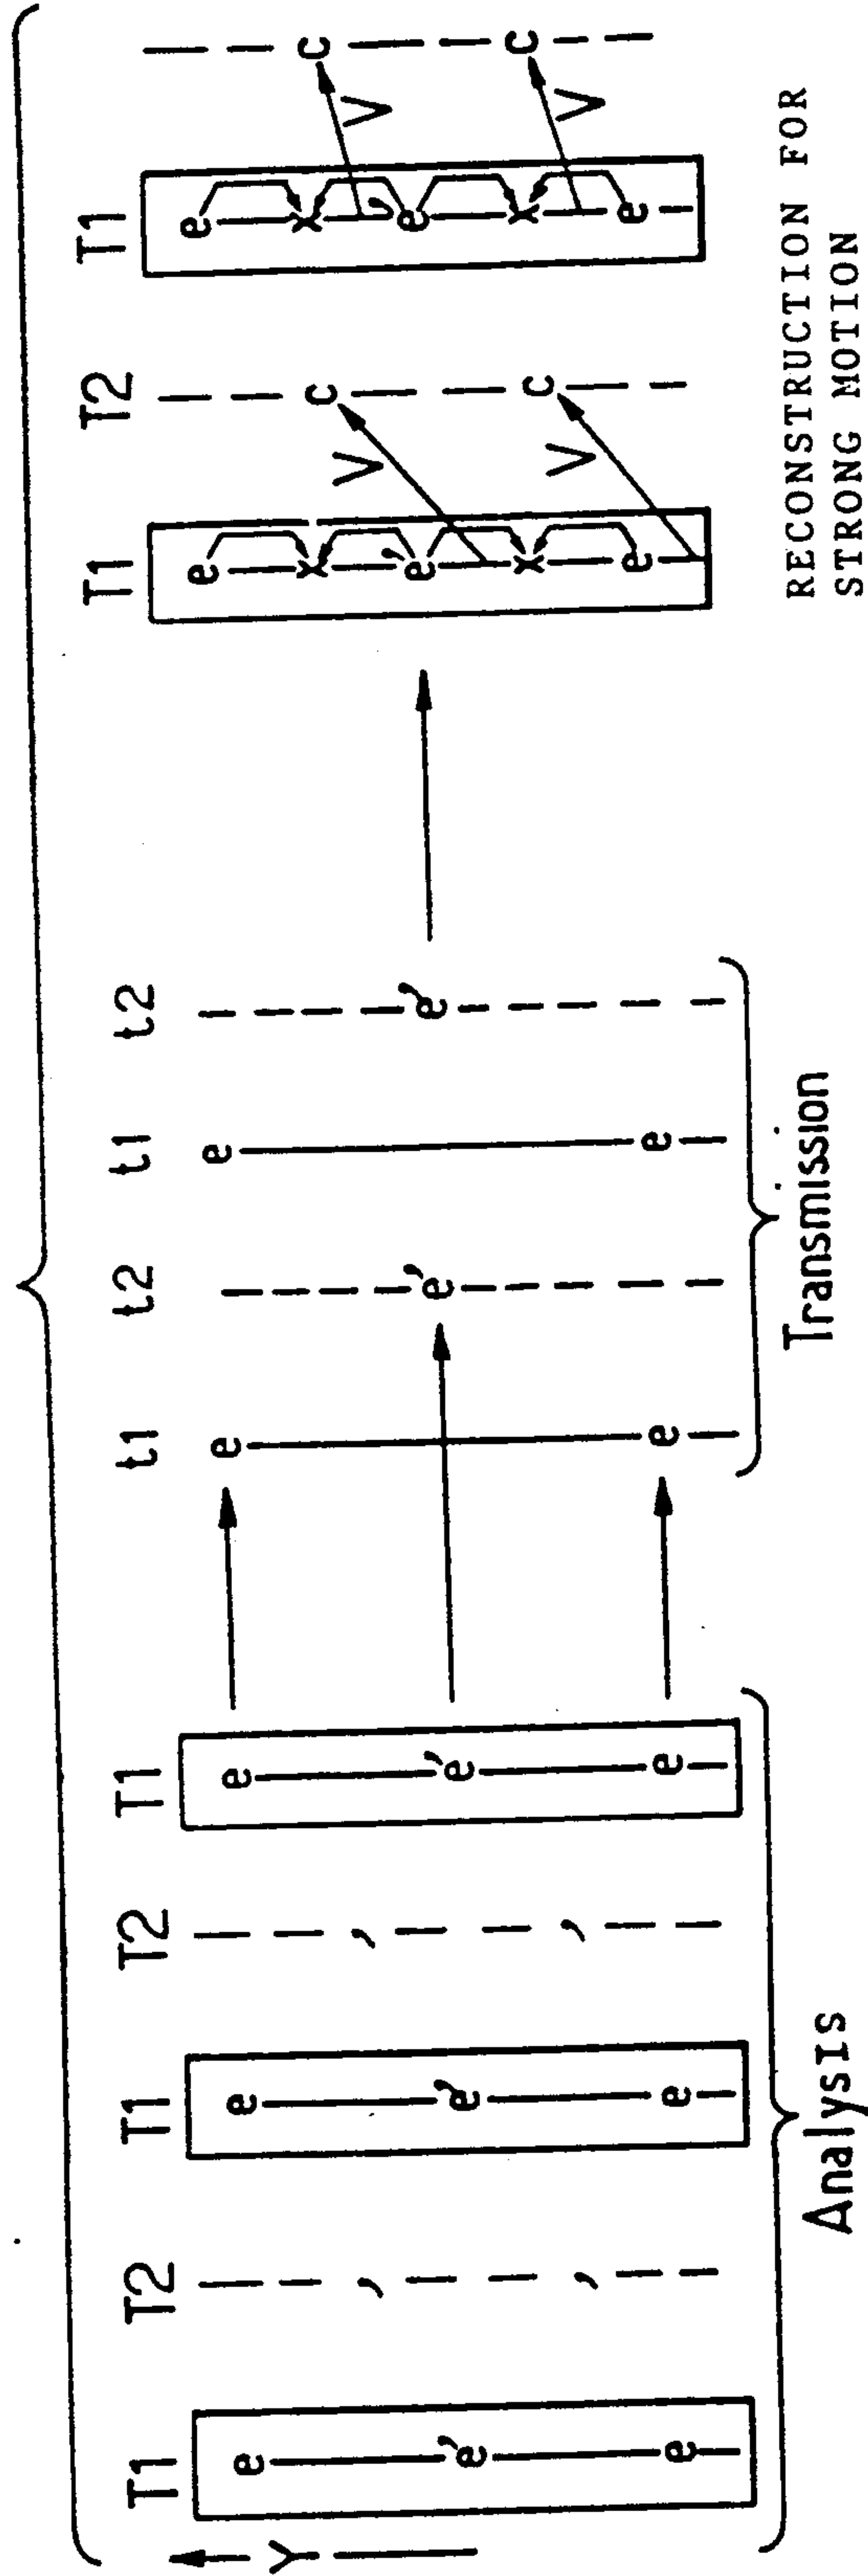 T1 T2 T1 T2 T1 t1 t2 t1 t2 T1 T2 T1
e e e e e e e
Y
x c x c
V V
'e 'e 'e 'e 'e 'e 'e
x c x c
V V
e e e e e e e
Analysis
Transmission
RECONSTRUCTION FOR
STRONG MOTION